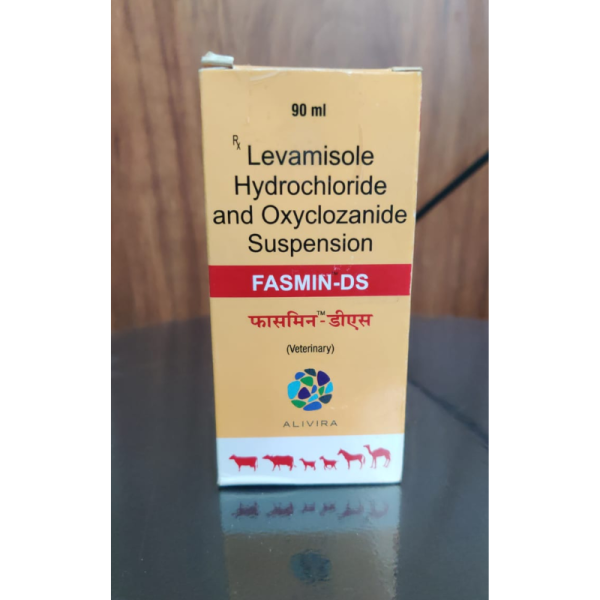 90 ml
Rx Levamisole
Hydrochloride
and Oxyclozanide
Suspension
FASMIN-DS
फासमिन™-डीएस
(Veterinary)
ALIVIRA